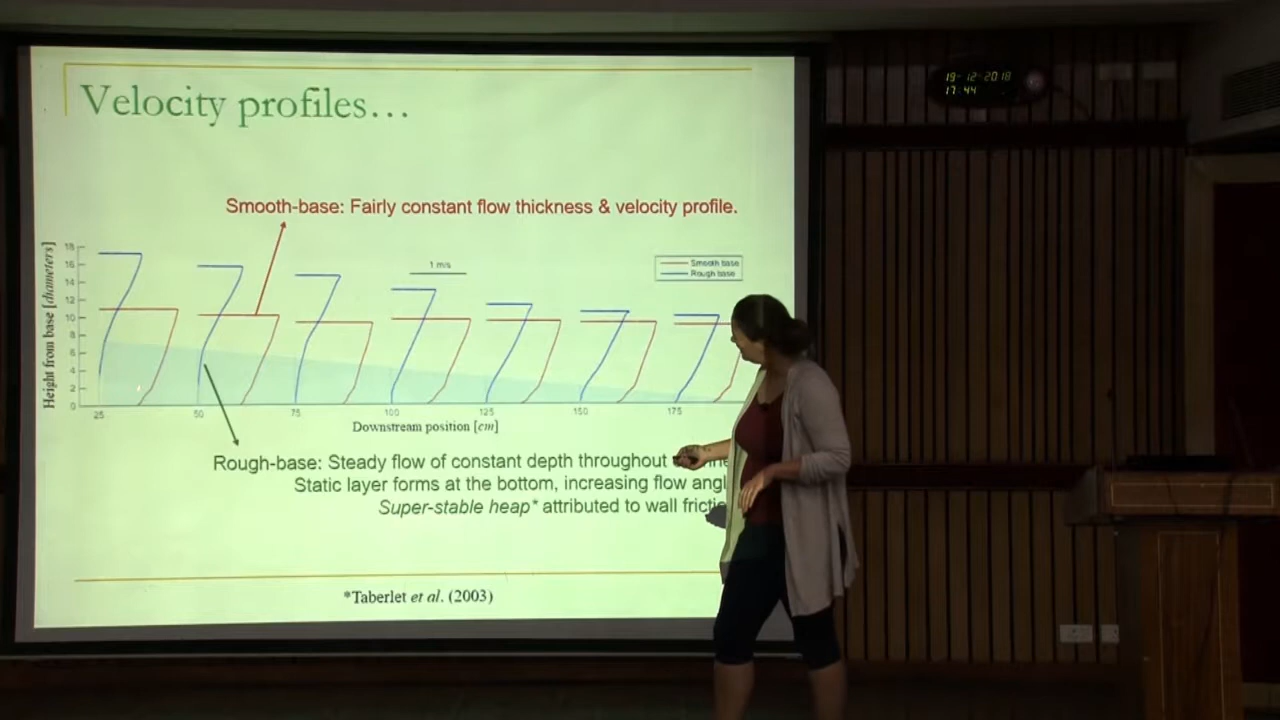 19-12-20.18
17:44
Velocity profiles…
Smooth-base: Fairly constant flow thickness & velocity profile.
Height from base [diameters]
18
16
14
12
10
8
6
4
2
0
1 m/s
Smooth base
Rough base
25 50 75 100 125 150 175
Downstream position [cm]
Rough-base: Steady flow of constant depth throughout
Static layer forms at the bottom, increasing flow
Super-stable heap* attributed to wall
*Taberlet et al. (2003)